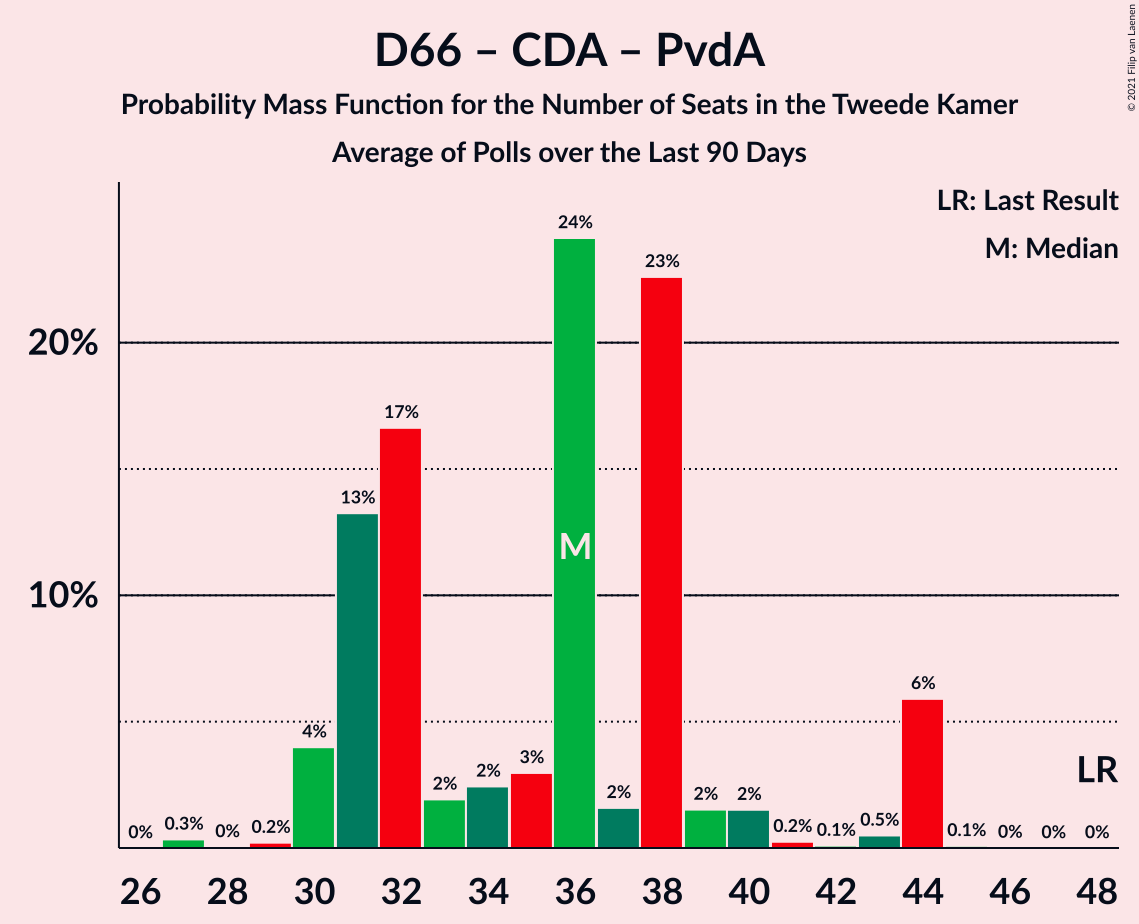 D66 – CDA – PvdA
Probability Mass Function for the Number of Seats in the Tweede Kamer
Average of Polls over the Last 90 Days
© 2021 Filip van Laenen
LR: Last Result
M: Median
20%
10%
0% 0.3% 0% 0.2% 4% 13% 17% 2% 2% 3% 24% 2% 23% 2% 2% 0.2% 0.1% 0.5% 6% 0.1% 0% 0% 0%
M
LR
26 28 30 32 34 36 38 40 42 44 46 48